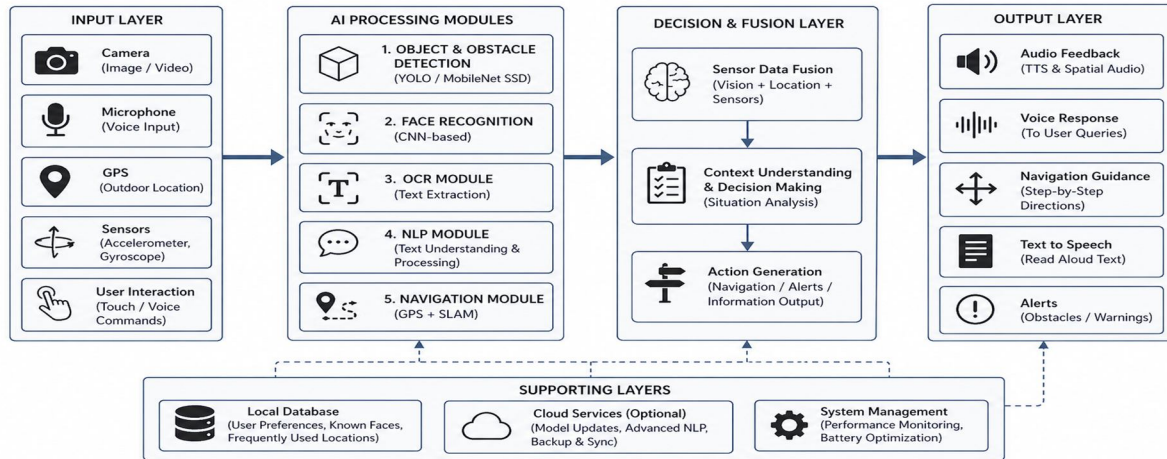 INPUT LAYER
Camera
(Image / Video)
Microphone
(Voice Input)
GPS
(Outdoor Location)
Sensors
(Accelerometer,
Gyroscope)
User Interaction
(Touch / Voice
Commands)
AI PROCESSING MODULES
1. OBJECT & OBSTACLE
DETECTION
(YOLO / MobileNet SSD)
2. FACE RECOGNITION
(CNN-based)
3. OCR MODULE
(Text Extraction)
4. NLP MODULE
(Text Understanding &
Processing)
5. NAVIGATION MODULE
(GPS + SLAM)
DECISION & FUSION LAYER
Sensor Data Fusion
(Vision + Location +
Sensors)
Context Understanding
& Decision Making
(Situation Analysis)
Action Generation
(Navigation / Alerts /
Information Output)
OUTPUT LAYER
Audio Feedback
(TTS & Spatial Audio)
Voice Response
(To User Queries)
Navigation Guidance
(Step-by-Step
Directions)
Text to Speech
(Read Aloud Text)
Alerts
(Obstacles / Warnings)
SUPPORTING LAYERS
Local Database
(User Preferences, Known Faces,
Frequently Used Locations)
Cloud Services (Optional)
(Model Updates, Advanced NLP,
Backup & Sync)
System Management
(Performance Monitoring,
Battery Optimization)